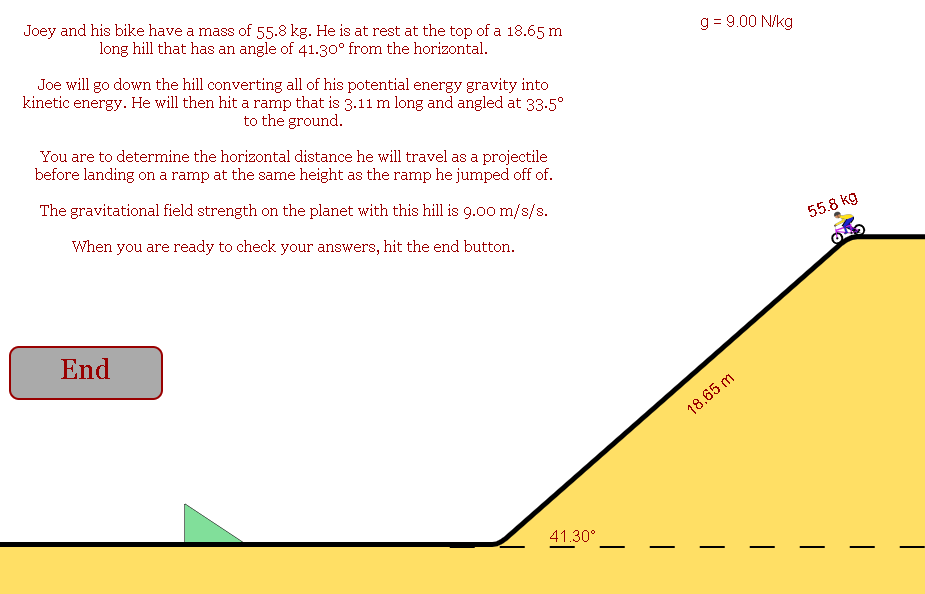 Joey and his bike have a mass of 55.8 kg. He is at rest at the top of a 18.65 m
long hill that has an angle of 41.30° from the horizontal.
Joe will go down the hill converting all of his potential energy gravity into
kinetic energy. He will then hit a ramp that is 3.11 m long and angled at 33.5°
to the ground.
You are to determine the horizontal distance he will travel as a projectile
before landing on a ramp at the same height as the ramp he jumped off of.
The gravitational field strength on the planet with this hill is 9.00 m/s/s.
When you are ready to check your answers, hit the end button.
g = 9.00 N/kg
55.8 kg
End
18.65 m
41.30°